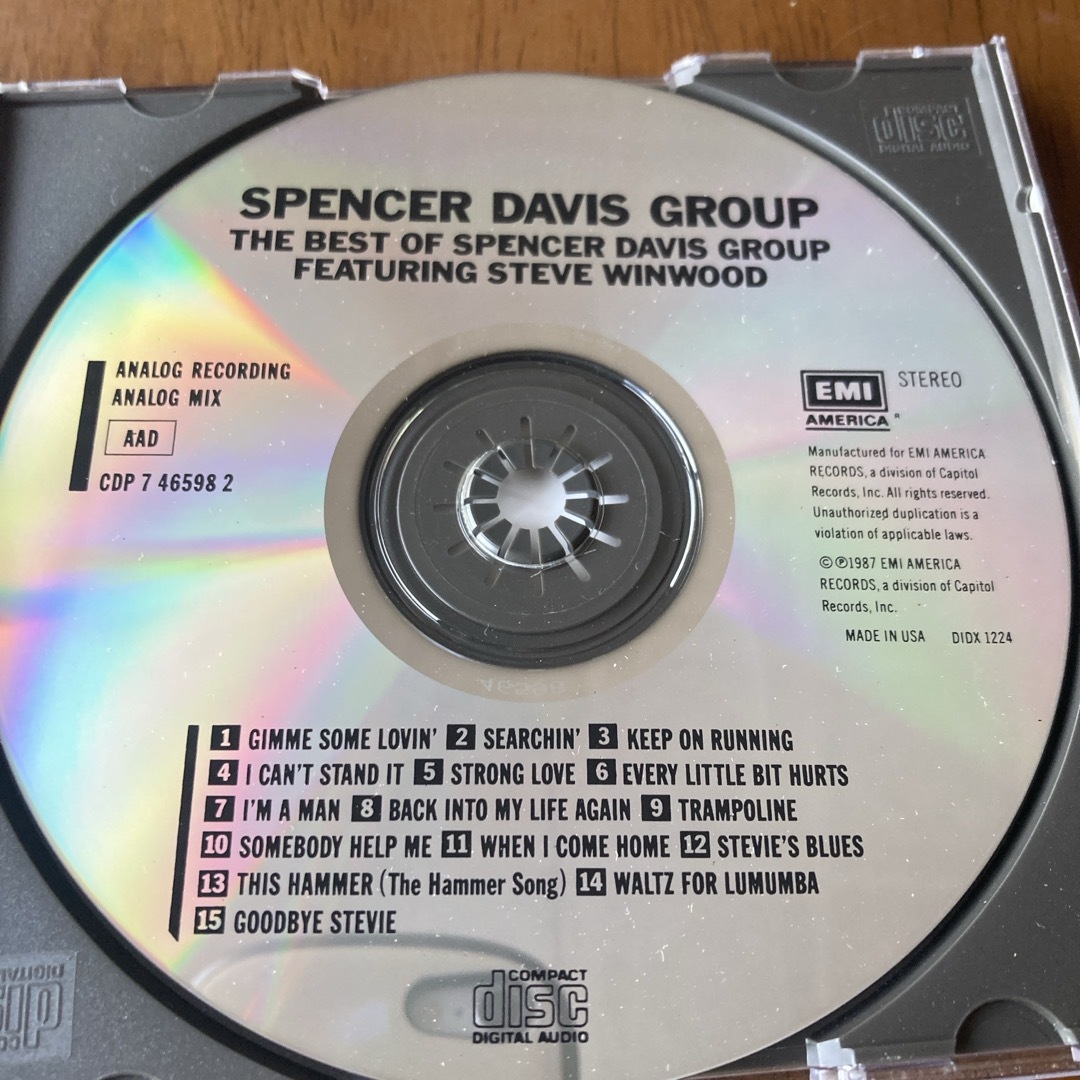 COMPACT
disc
DIGITAL AUDIO
SPENCER DAVIS GROUP
THE BEST OF SPENCER DAVIS GROUP
FEATURING STEVE WINWOOD
ANALOG RECORDING
ANALOG MIX
AAD
CDP 7 46598 2
EMI
AMERICA®
STEREO
Manufactured for EMI AMERICA
RECORDS, a division of Capitol
Records, Inc. All rights reserved.
Unauthorized duplication is a
violation of applicable laws.
©℗1987 EMI AMERICA
RECORDS, a division of Capitol
Records, Inc.
MADE IN USA DIDX 1224
46598
1 GIMME SOME LOVIN' 2 SEARCHIN' 3 KEEP ON RUNNING
4 I CAN'T STAND IT 5 STRONG LOVE 6 EVERY LITTLE BIT HURTS
7 I'M A MAN 8 BACK INTO MY LIFE AGAIN 9 TRAMPOLINE
10 SOMEBODY HELP ME 11 WHEN I COME HOME 12 STEVIE'S BLUES
13 THIS HAMMER (The Hammer Song) 14 WALTZ FOR LUMUMBA
15 GOODBYE STEVIE
COMPACT
disc
DIGITAL AUDIO